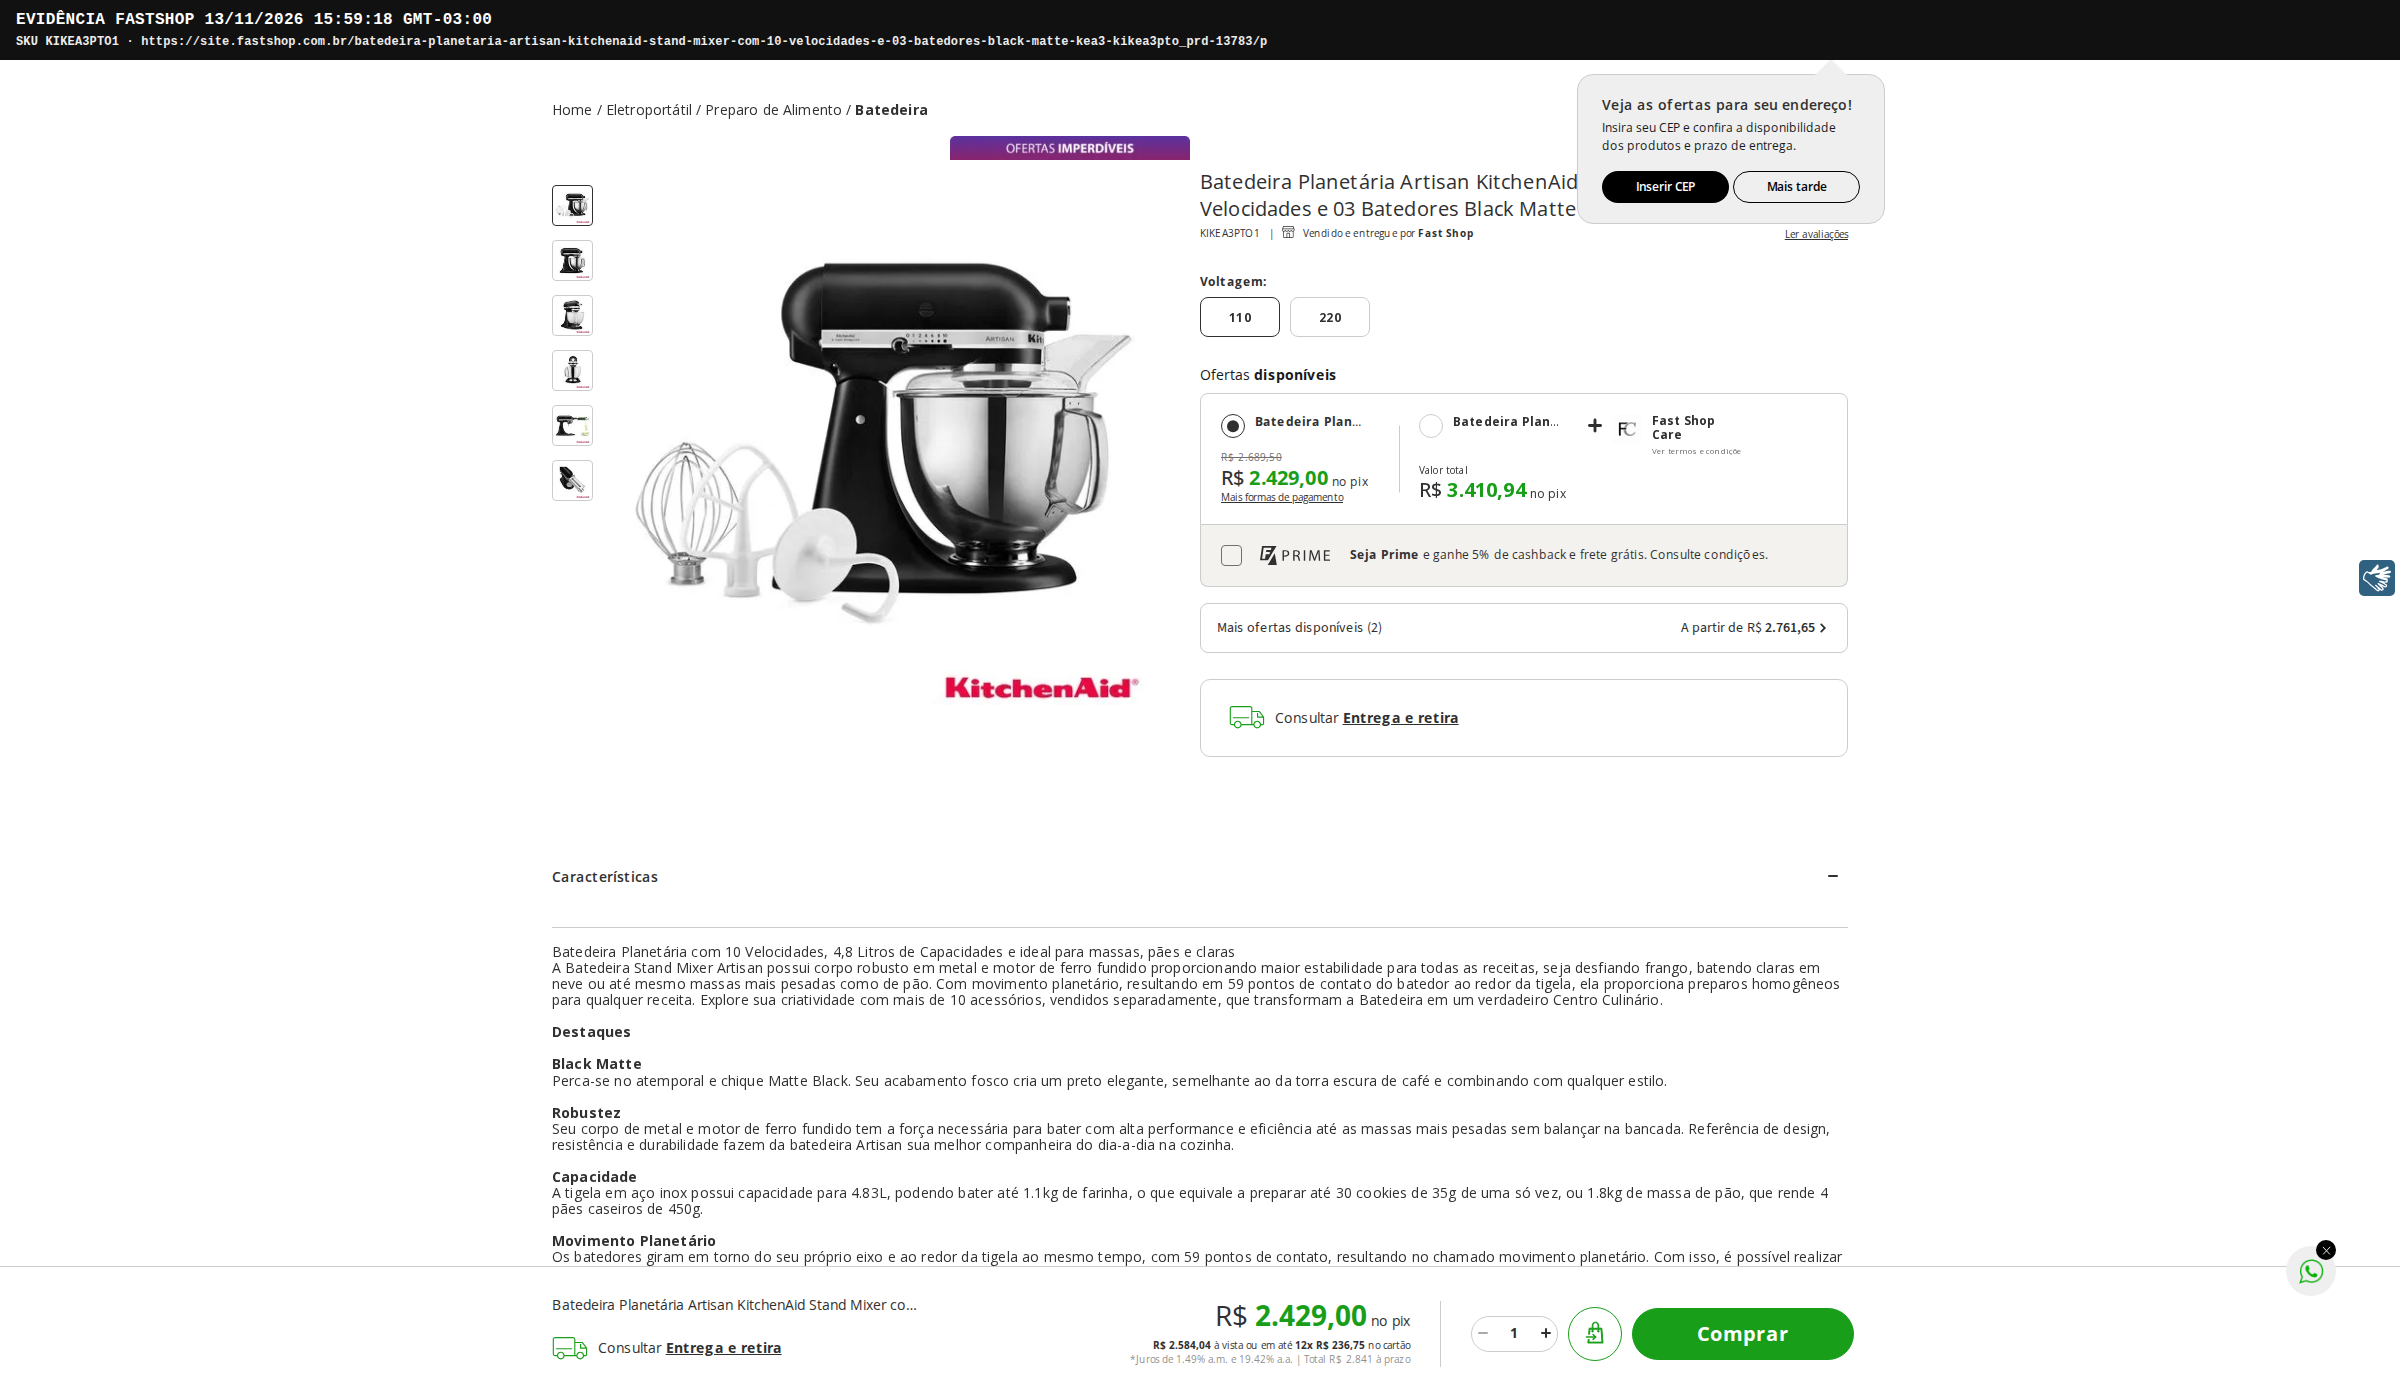 EVIDÊNCIA FASTSHOP 13/11/2026 15:59:18 GMT-03:00
SKU KIKEA3PTO1 · https://site.fastshop.com.br/batedeira-planetaria-artisan-kitchenaid-stand-mixer-com-10-velocidades-e-03-batedores-black-matte-kea3-kikea3pto_prd-13783/p
Veja as ofertas para seu endereço!
Insira seu CEP e confira a disponibilidade
dos produtos e prazo de entrega.
Inserir CEP
Mais tarde
Home / Eletroportátil / Preparo de Alimento / Batedeira
OFERTAS IMPERDÍVEIS
Batedeira Planetária Artisan KitchenAid
Velocidades e 03 Batedores Black Matte
KIKEA3PTO1 | Vendido e entregue por Fast Shop
Ler avaliações
Voltagem:
110
220
Ofertas disponíveis
Batedeira Plan...
R$ 2.689,50
R$ 2.429,00 no pix
Mais formas de pagamento
Batedeira Plan...
+
FC
Fast Shop
Care
Ver termos e condiçõe
Valor total
R$ 3.410,94 no pix
PRIME
Seja Prime e ganhe 5% de cashback e frete grátis. Consulte condições.
Mais ofertas disponíveis (2)
A partir de R$ 2.761,65
Consultar Entrega e retira
ARTISAN
KitchenAid®
Características
Batedeira Planetária com 10 Velocidades, 4,8 Litros de Capacidades e ideal para massas, pães e claras
A Batedeira Stand Mixer Artisan possui corpo robusto em metal e motor de ferro fundido proporcionando maior estabilidade para todas as receitas, seja desfiando frango, batendo claras em
neve ou até mesmo massas mais pesadas como de pão. Com movimento planetário, resultando em 59 pontos de contato do batedor ao redor da tigela, ela proporciona preparos homogêneos
para qualquer receita. Explore sua criatividade com mais de 10 acessórios, vendidos separadamente, que transformam a Batedeira em um verdadeiro Centro Culinário.
Destaques
Black Matte
Perca-se no atemporal e chique Matte Black. Seu acabamento fosco cria um preto elegante, semelhante ao da torra escura de café e combinando com qualquer estilo.
Robustez
Seu corpo de metal e motor de ferro fundido tem a força necessária para bater com alta performance e eficiência até as massas mais pesadas sem balançar na bancada. Referência de design,
resistência e durabilidade fazem da batedeira Artisan sua melhor companheira do dia-a-dia na cozinha.
Capacidade
A tigela em aço inox possui capacidade para 4.83L, podendo bater até 1.1kg de farinha, o que equivale a preparar até 30 cookies de 35g de uma só vez, ou 1.8kg de massa de pão, que rende 4
pães caseiros de 450g.
Movimento Planetário
Os batedores giram em torno do seu próprio eixo e ao redor da tigela ao mesmo tempo, com 59 pontos de contato, resultando no chamado movimento planetário. Com isso, é possível realizar
Batedeira Planetária Artisan KitchenAid Stand Mixer co...
Consultar Entrega e retira
R$ 2.429,00 no pix
R$ 2.584,04 à vista ou em até 12x R$ 236,75 no cartão
*Juros de 1.49% a.m. e 19.42% a.a. | Total R$ 2.841 à prazo
− 1 +
Comprar